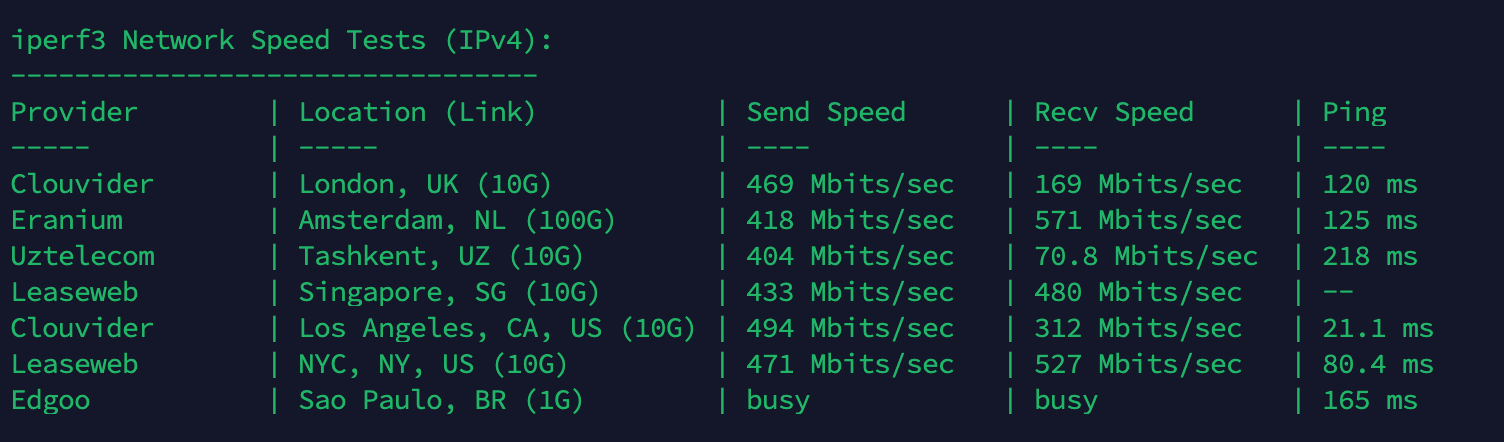 iperf3 Network Speed Tests (IPv4):
---------------------------------
Provider        | Location (Link)           | Send Speed      | Recv Speed      | Ping
-----           | -----                     | ----            | ----            | ----
Clouvider       | London, UK (10G)          | 469 Mbits/sec   | 169 Mbits/sec   | 120 ms
Eranium         | Amsterdam, NL (100G)      | 418 Mbits/sec   | 571 Mbits/sec   | 125 ms
Uztelecom       | Tashkent, UZ (10G)        | 404 Mbits/sec   | 70.8 Mbits/sec  | 218 ms
Leaseweb        | Singapore, SG (10G)       | 433 Mbits/sec   | 480 Mbits/sec   | --
Clouvider       | Los Angeles, CA, US (10G) | 494 Mbits/sec   | 312 Mbits/sec   | 21.1 ms
Leaseweb        | NYC, NY, US (10G)         | 471 Mbits/sec   | 527 Mbits/sec   | 80.4 ms
Edgoo           | Sao Paulo, BR (1G)        | busy            | busy            | 165 ms